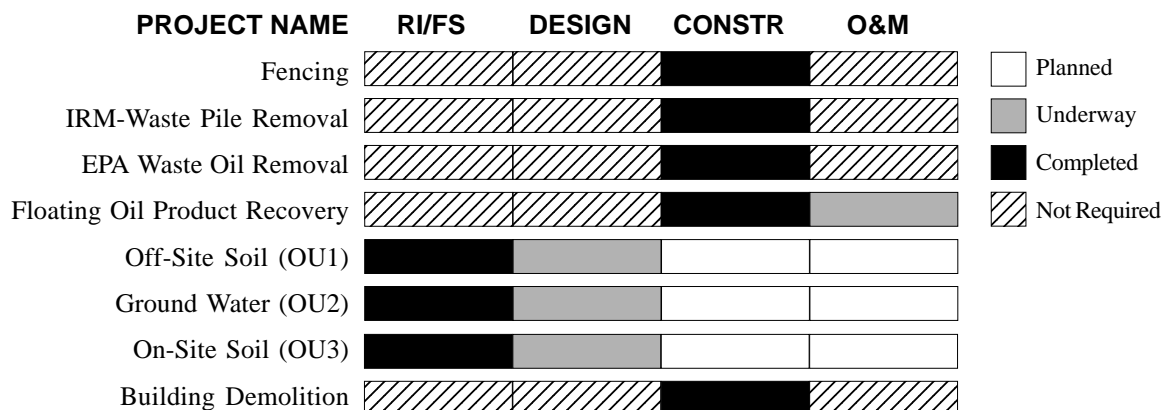 PROJECT NAME RI/FS DESIGN CONSTR O&M
Fencing
IRM-Waste Pile Removal
EPA Waste Oil Removal
Floating Oil Product Recovery
Off-Site Soil (OU1)
Ground Water (OU2)
On-Site Soil (OU3)
Building Demolition
Planned
Underway
Completed
Not Required